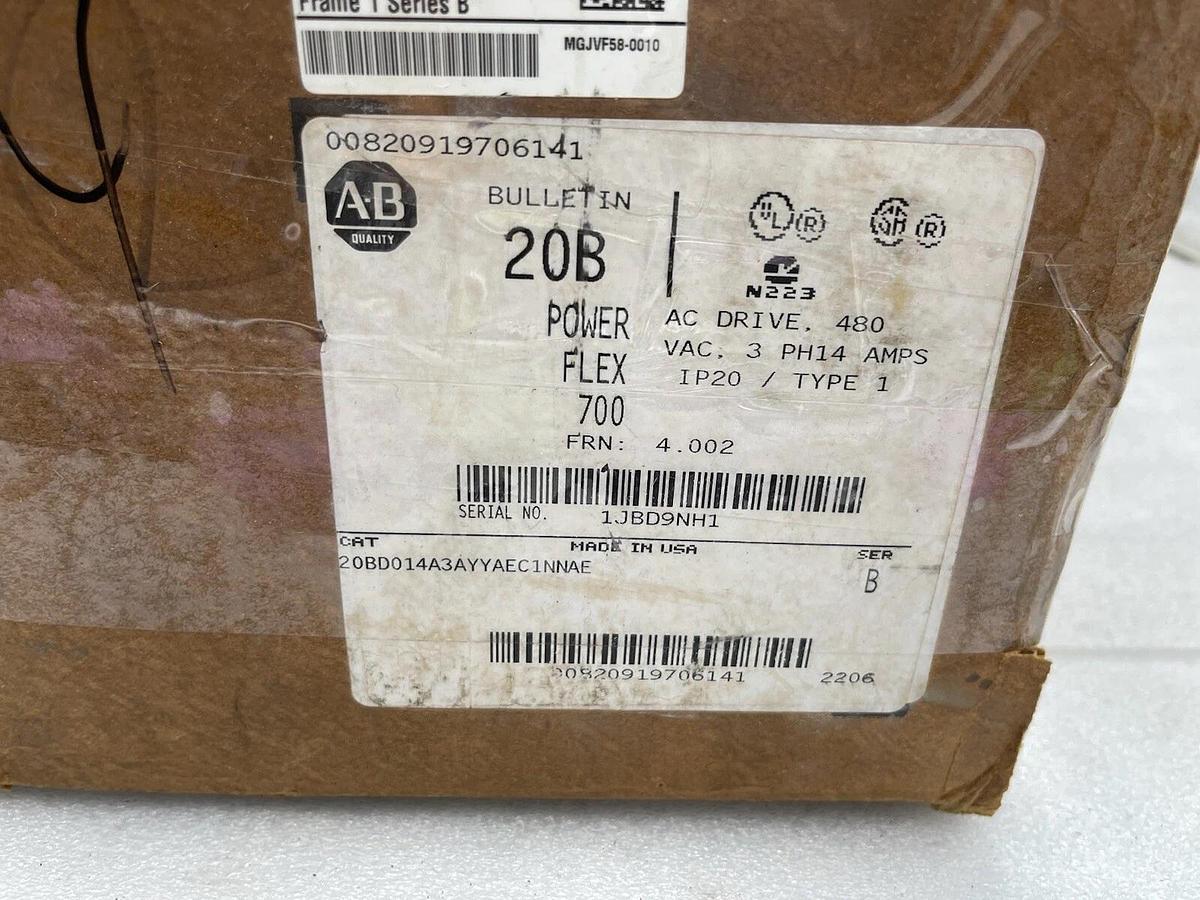 Frame 1 Series B
MGJVF58-0010
00820919706141
A-B
QUALITY
BULLETIN
20B
UL (R)
(R)
N223
POWER
FLEX
700
AC DRIVE, 480
VAC, 3 PH14 AMPS
IP20 / TYPE 1
FRN: 4.002
SERIAL NO. 1JBD9NH1
CAT MADE IN USA SER
20BD014A3AYYAEC1NNAE B
00820919706141 2206